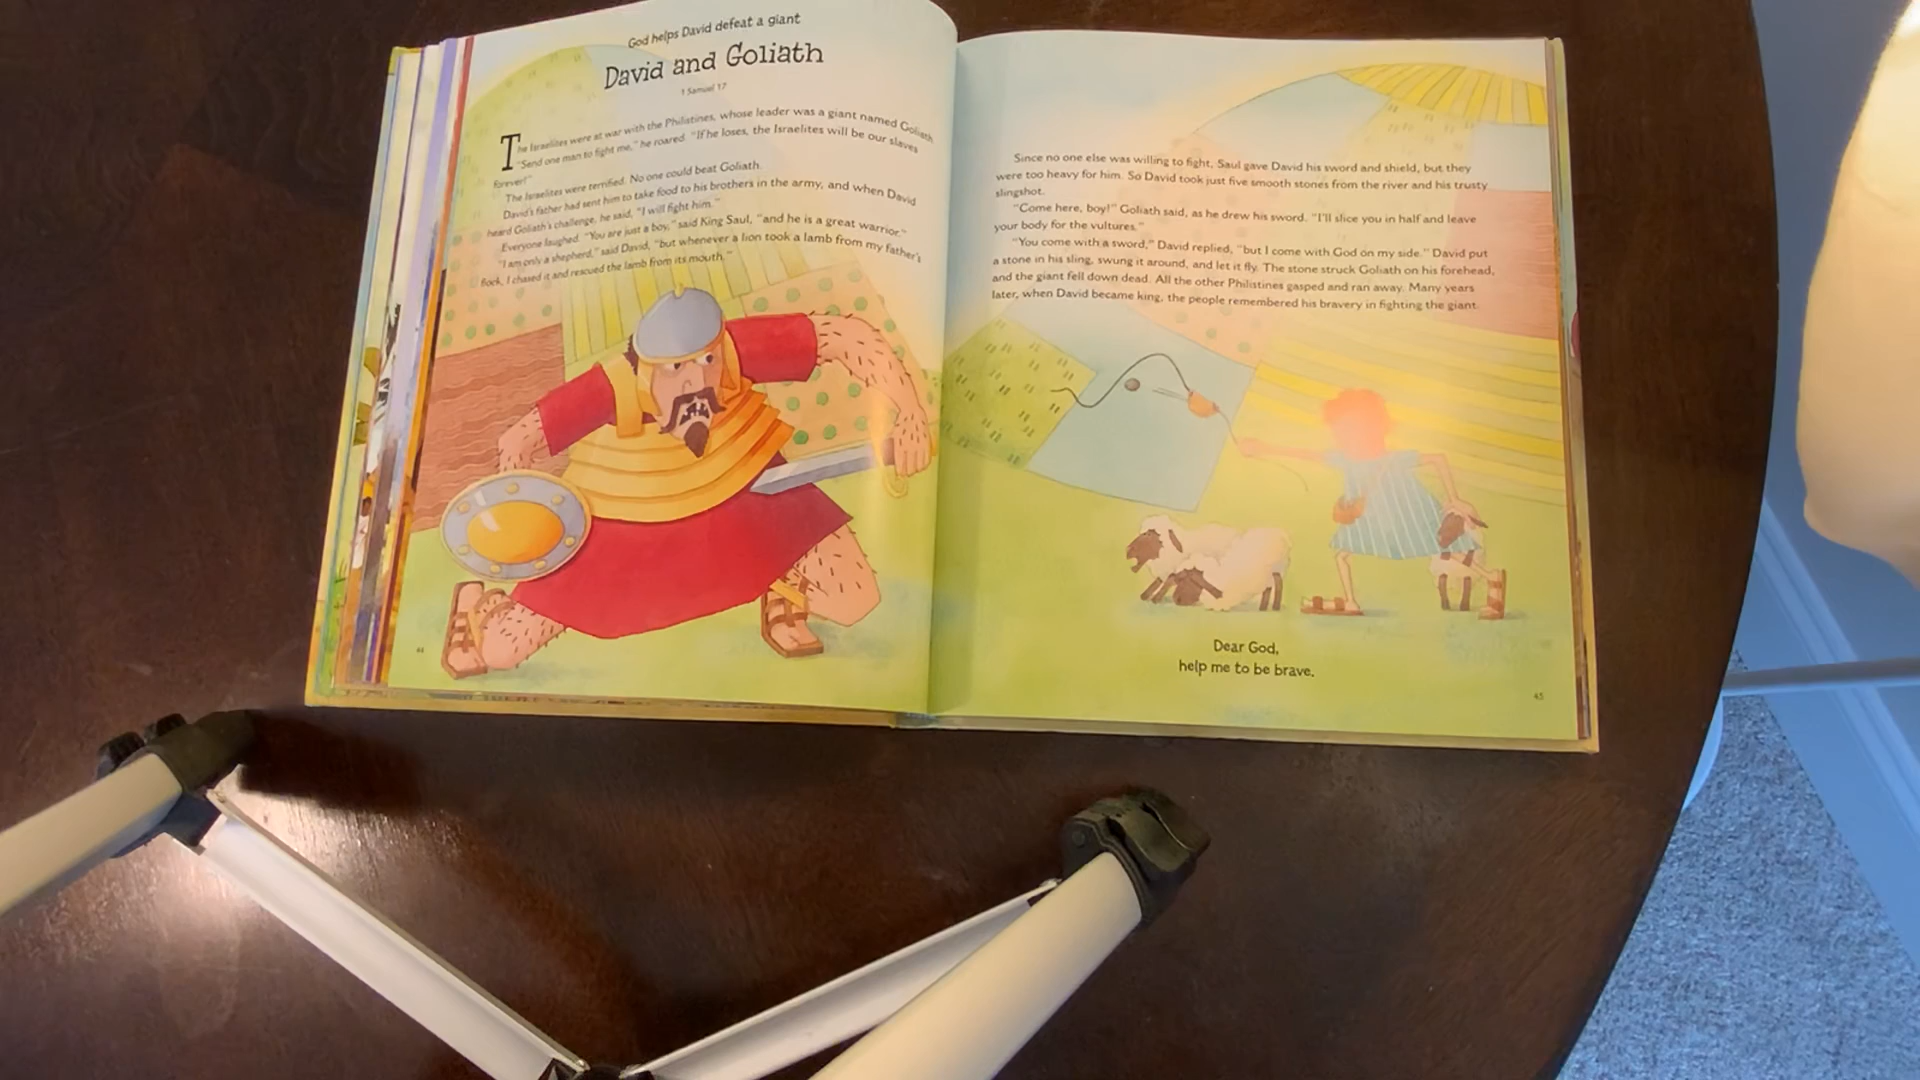 God helps David defeat a giant
David and Goliath
1 Samuel 17
The Israelites were at war with the Philistines, whose leader was a giant named Goliath.
"Send one man to fight me," he roared. "If he loses, the Israelites will be our slaves
forever!"
The Israelites were terrified. No one could beat Goliath.
David's father had sent him to take food to his brothers in the army, and when David
heard Goliath's challenge, he said, "I will fight him."
Everyone laughed. "You are just a boy," said King Saul, "and he is a great warrior."
"I am only a shepherd," said David, "but whenever a lion took a lamb from my father's
flock, I chased it and rescued the lamb from its mouth."
44
Since no one else was willing to fight, Saul gave David his sword and shield, but they
were too heavy for him. So David took just five smooth stones from the river and his trusty
slingshot.
"Come here, boy!" Goliath said, as he drew his sword. "I'll slice you in half and leave
your body for the vultures."
"You come with a sword," David replied, "but I come with God on my side." David put
a stone in his sling, swung it around, and let it fly. The stone struck Goliath on his forehead,
and the giant fell down dead. All the other Philistines gasped and ran away. Many years
later, when David became king, the people remembered his bravery in fighting the giant.
Dear God,
help me to be brave.
45